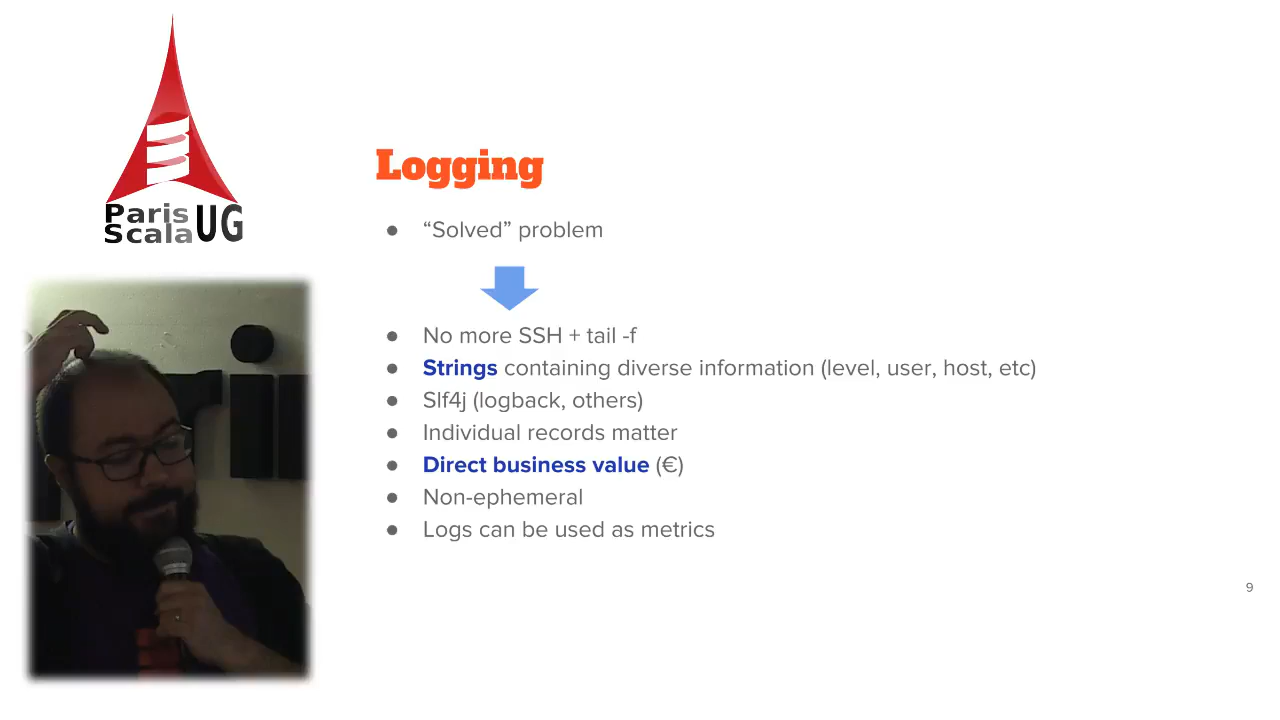 Paris
Scala UG
Logging
● “Solved” problem
● No more SSH + tail -f
● Strings containing diverse information (level, user, host, etc)
● Slf4j (logback, others)
● Individual records matter
● Direct business value (€)
● Non-ephemeral
● Logs can be used as metrics
9